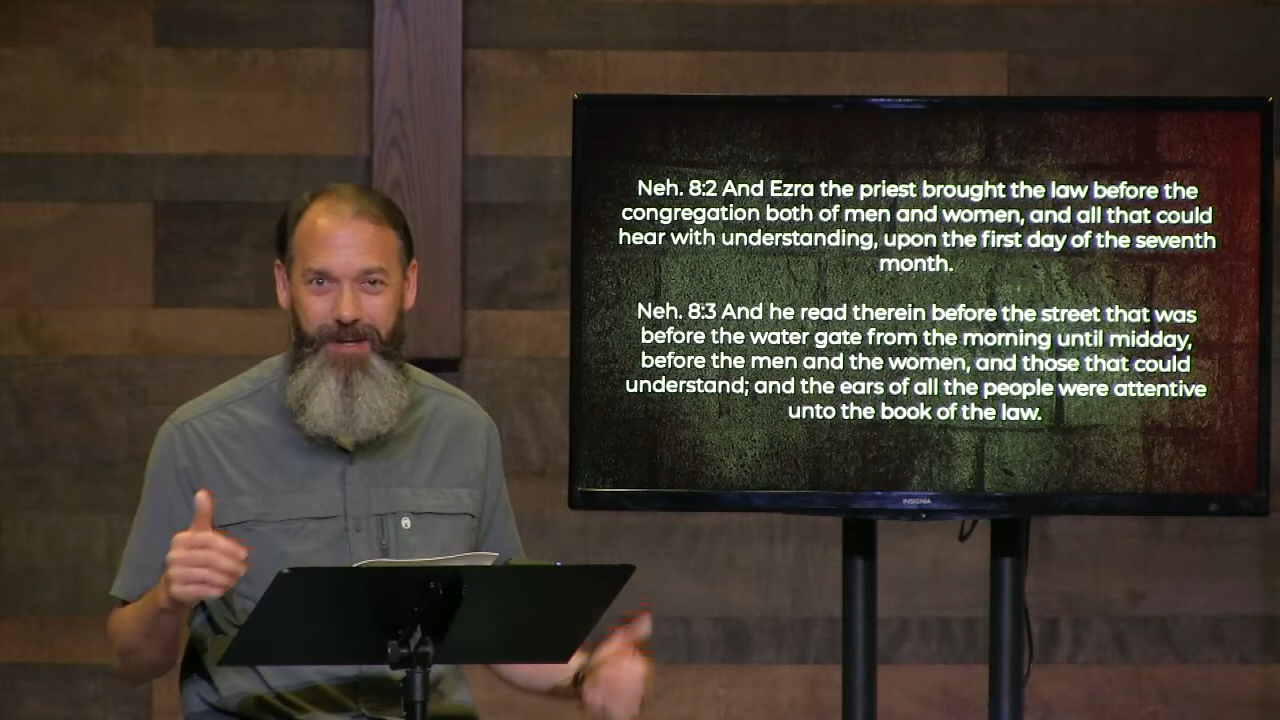 Neh. 8:2 And Ezra the priest brought the law before the
congregation both of men and women, and all that could
hear with understanding, upon the first day of the seventh
month.
Neh. 8:3 And he read therein before the street that was
before the water gate from the morning until midday,
before the men and the women, and those that could
understand; and the ears of all the people were attentive
unto the book of the law.
INSIGNIA